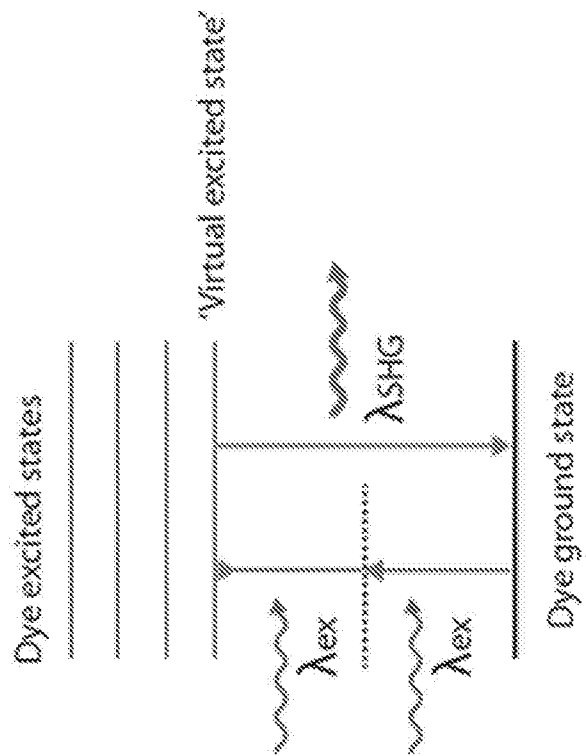 Dye excited states
'Virtual excited state'
λex
λSHG
λex
Dye ground state